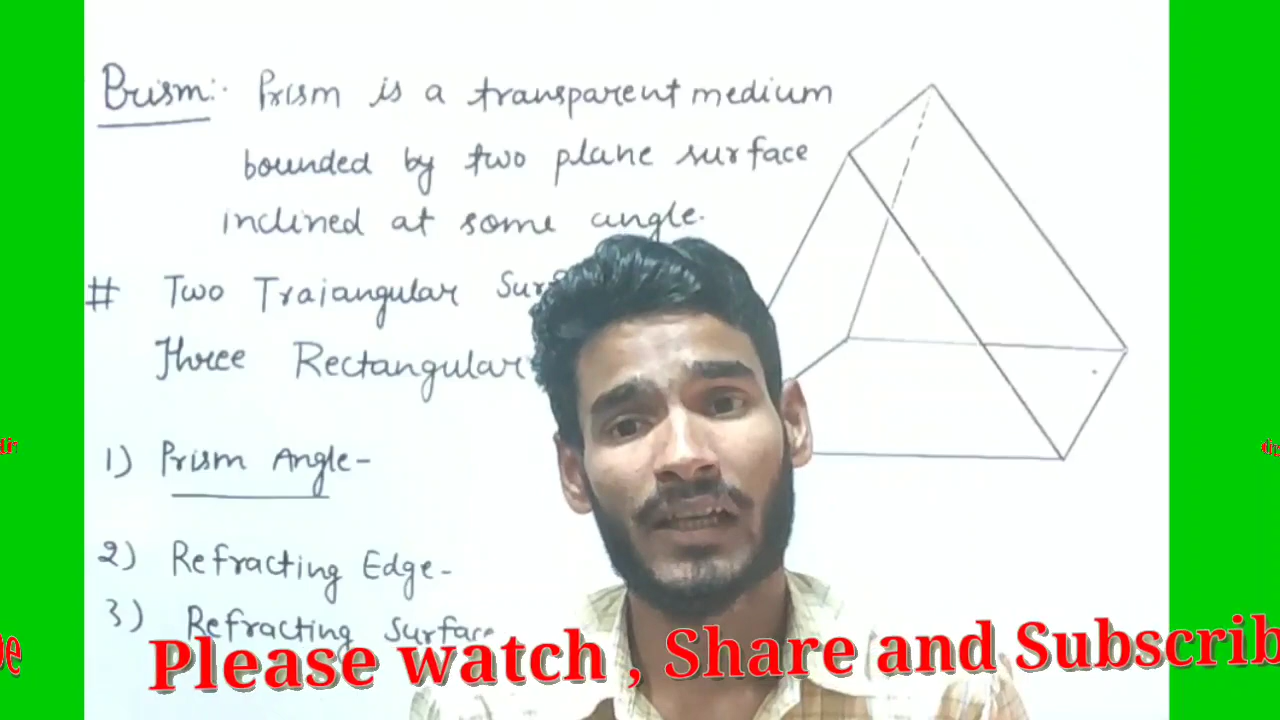 Prism:- Prism is a transparent medium
bounded by two plane surface
inclined at some angle.
# Two Traiangular
Three Rectangular
1) Prism Angle-
2) Refracting Edge-
3) Refracting Surface
Please watch , Share and Subscrib